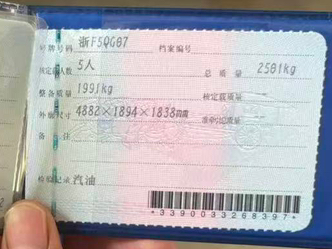 号牌号码 浙F5QG87 档案编号
核定载人数 5人 总质量 2581kg
整备质量 1991kg 核定载质量
外廓尺寸 4882×1894×1838mm 准牵引总质量
备注
检验记录 汽油
*3390033268397*